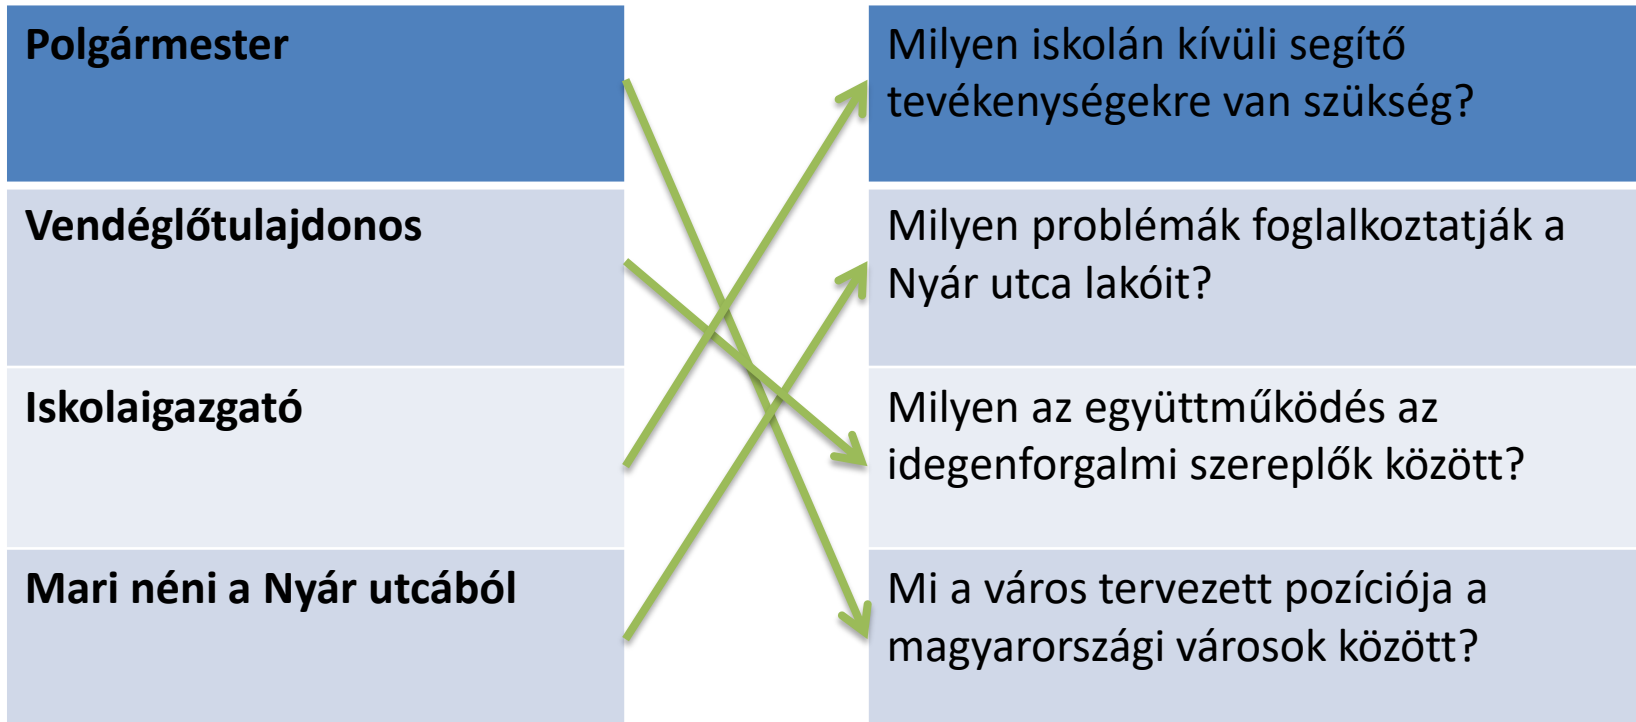 Polgármester
Milyen iskolán kívüli segítő
tevékenységekre van szükség?
Vendéglőtulajdonos
Milyen problémák foglalkoztatják a
Nyár utca lakóit?
Iskolaigazgató
Milyen az együttműködés az
idegenforgalmi szereplők között?
Mari néni a Nyár utcából
Mi a város tervezett pozíciója a
magyarországi városok között?